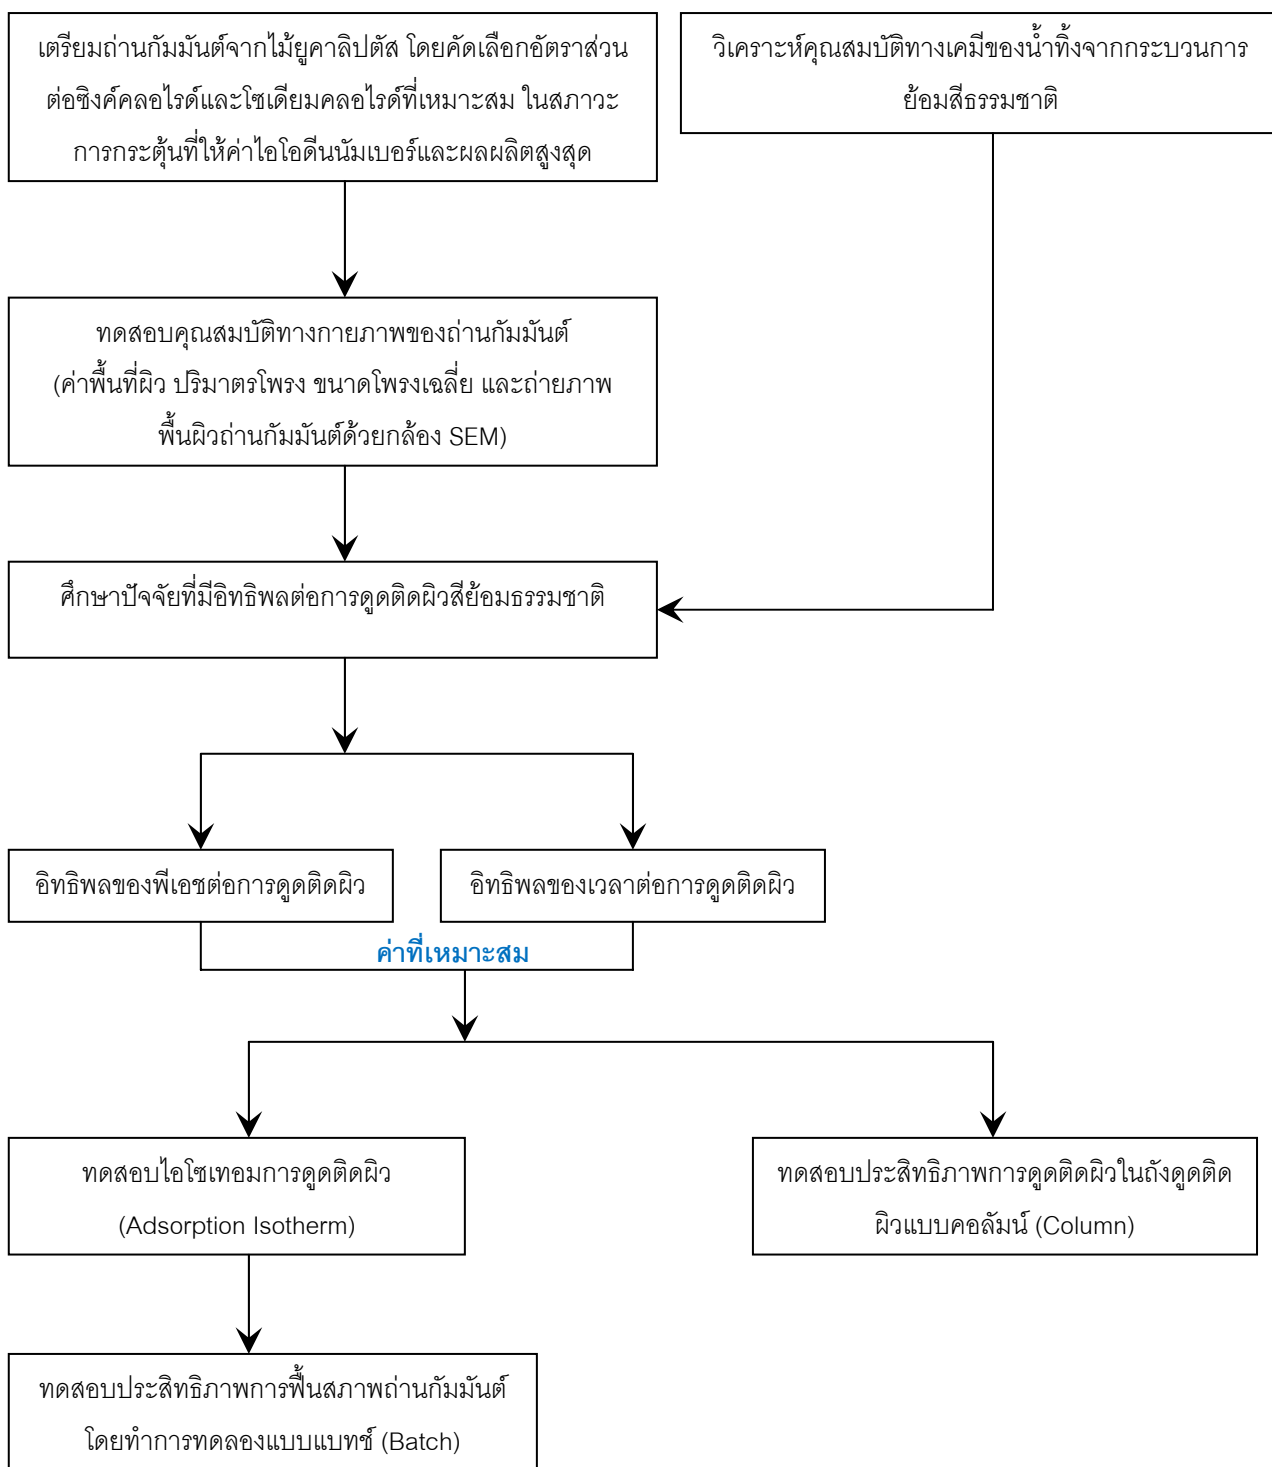 เตรียมถ่านกัมมันต์จากไม้ยูคาลิปตัส โดยคัดเลือกอัตราส่วน
ต่อซิงค์คลอไรด์และโซเดียมคลอไรด์ที่เหมาะสม ในสภาวะ
การกระตุ้นที่ให้ค่าไอโอดีนนัมเบอร์และผลผลิตสูงสุด
วิเคราะห์คุณสมบัติทางเคมีของน้ำทิ้งจากกระบวนการ
ย้อมสีธรรมชาติ
ทดสอบคุณสมบัติทางกายภาพของถ่านกัมมันต์
(ค่าพื้นที่ผิว ปริมาตรโพรง ขนาดโพรงเฉลี่ย และถ่ายภาพ
พื้นผิวถ่านกัมมันต์ด้วยกล้อง SEM)
ศึกษาปัจจัยที่มีอิทธิพลต่อการดูดติดผิวสีย้อมธรรมชาติ
อิทธิพลของพีเอชต่อการดูดติดผิว
อิทธิพลของเวลาต่อการดูดติดผิว
ค่าที่เหมาะสม
ทดสอบไอโซเทอมการดูดติดผิว
(Adsorption Isotherm)
ทดสอบประสิทธิภาพการดูดติดผิวในถังดูดติด
ผิวแบบคอลัมน์ (Column)
ทดสอบประสิทธิภาพการฟื้นสภาพถ่านกัมมันต์
โดยทำการทดลองแบบแบทช์ (Batch)